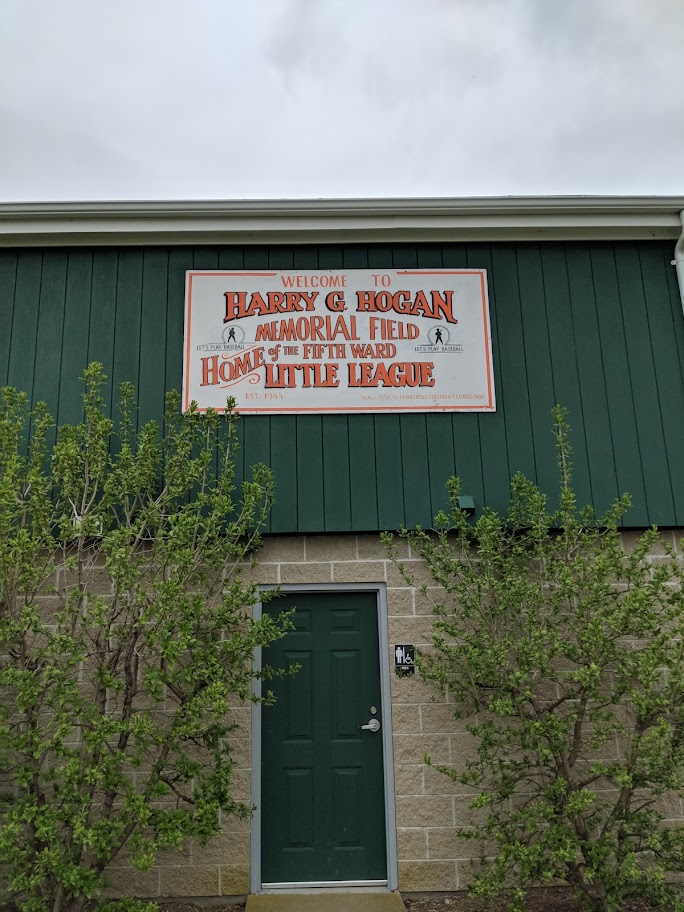 WELCOME TO
HARRY G. HOGAN
MEMORIAL FIELD
LET'S PLAY BASEBALL
LET'S PLAY BASEBALL
HOME of THE FIFTH WARD
LITTLE LEAGUE
EST. 1944